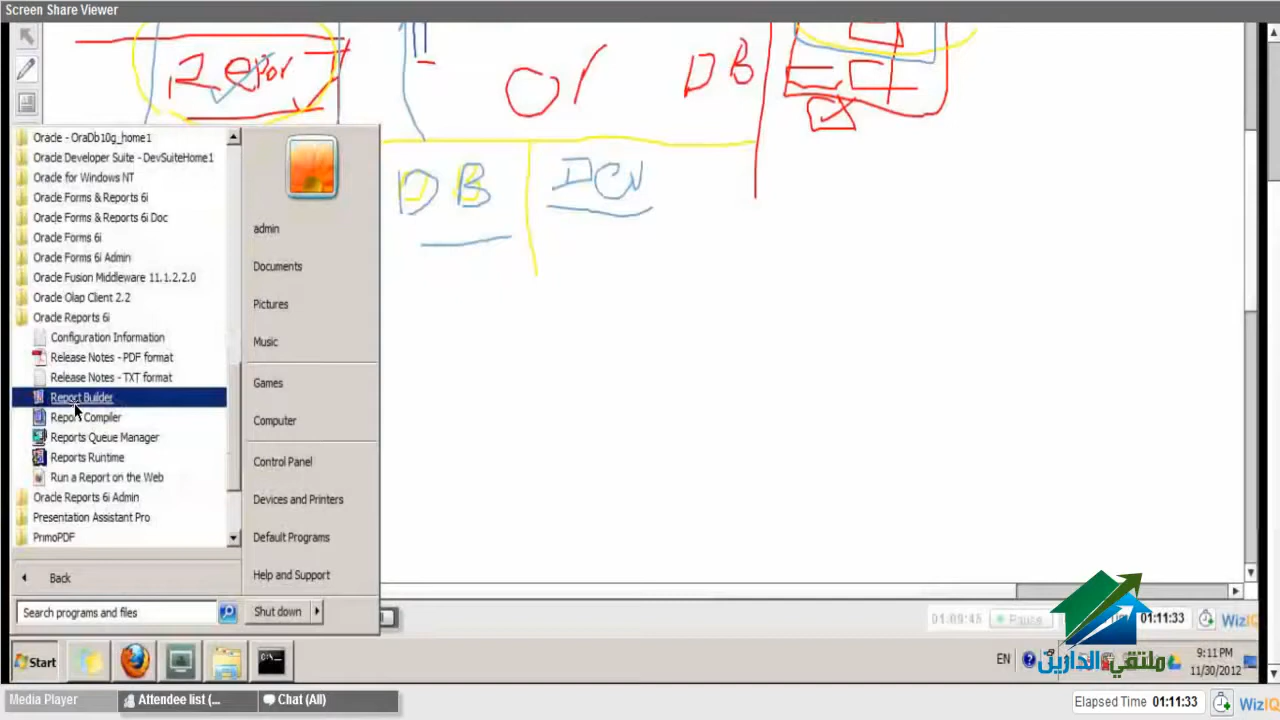 Screen Share Viewer
Repor
Or
DB
DB
Dev
Oracle - OraDb10g_home1
Oracle Developer Suite - DevSuiteHome1
Oracle for Windows NT
Oracle Forms & Reports 6i
Oracle Forms & Reports 6i Doc
Oracle Forms 6i
Oracle Forms 6i Admin
Oracle Fusion Middleware 11.1.2.2.0
Oracle Olap Client 2.2
Oracle Reports 6i
Configuration Information
Release Notes - PDF format
Release Notes - TXT format
Report Builder
Report Compiler
Reports Queue Manager
Reports Runtime
Run a Report on the Web
Oracle Reports 6i Admin
Presentation Assistant Pro
PrimoPDF
Back
Search programs and files
admin
Documents
Pictures
Music
Games
Computer
Control Panel
Devices and Printers
Default Programs
Help and Support
Shut down
01:09:45 Pause 01:11:33 WizIQ
ملتقي الدارين
Start
EN
9:11 PM
11/30/2012
Media Player
Attendee list (...
Chat (All)
Elapsed Time 01:11:33 WizIQ